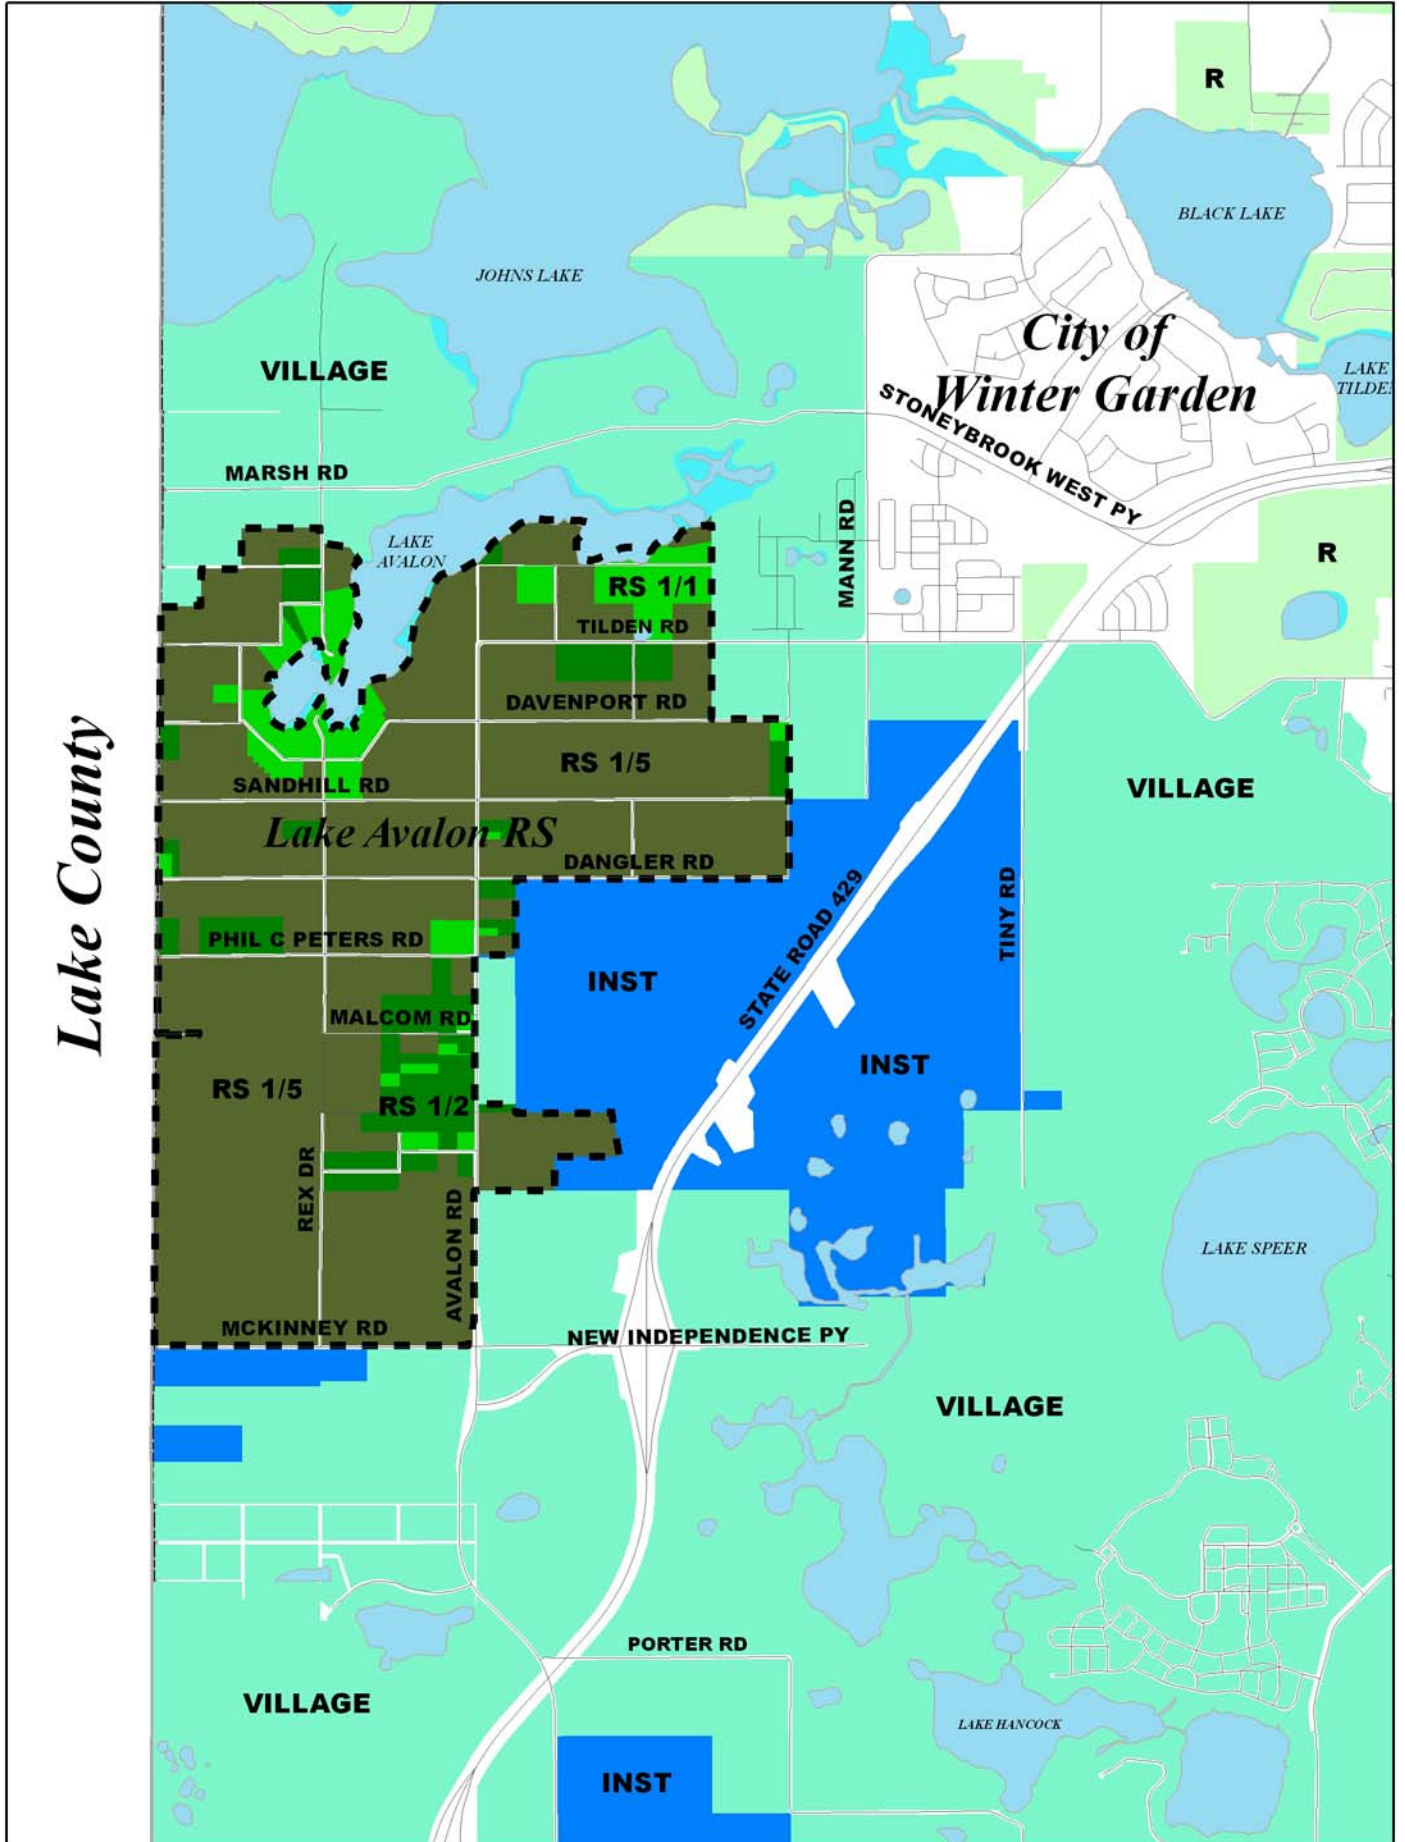 R
BLACK LAKE
JOHNS LAKE
City of
Winter Garden
LAKE
TILDEN
VILLAGE
STONEYBROOK WEST PY
MARSH RD
MANN RD
LAKE
AVALON
R
RS 1/1
TILDEN RD
DAVENPORT RD
RS 1/5
SANDHILL RD
VILLAGE
Lake County
Lake Avalon RS
DANGLER RD
STATE ROAD 429
TINY RD
PHIL C PETERS RD
INST
MALCOM RD
INST
RS 1/5
RS 1/2
REX DR
AVALON RD
LAKE SPEER
MCKINNEY RD
NEW INDEPENDENCE PY
VILLAGE
PORTER RD
VILLAGE
LAKE HANCOCK
INST